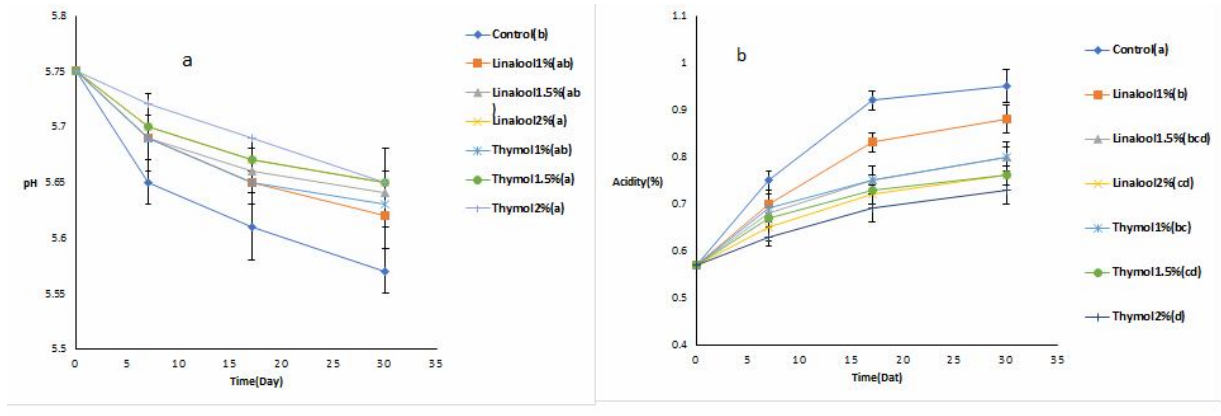 a
pH
5.8
5.75
5.7
5.65
5.6
5.55
5.5
0 5 10 15 20 25 30 35
Time(Day)
Control(b)
Linalool1%(ab)
Linalool1.5%(ab
)
Linalool2%(a)
Thymol1%(ab)
Thymol1.5%(a)
Thymol2%(a)
b
Acidity(%)
1.1
1
0.9
0.8
0.7
0.6
0.5
0.4
0 5 10 15 20 25 30 35
Time(Dat)
Control(a)
Linalool1%(b)
Linalool1.5%(bcd)
Linalool2%(cd)
Thymol1%(bc)
Thymol1.5%(cd)
Thymol2%(d)